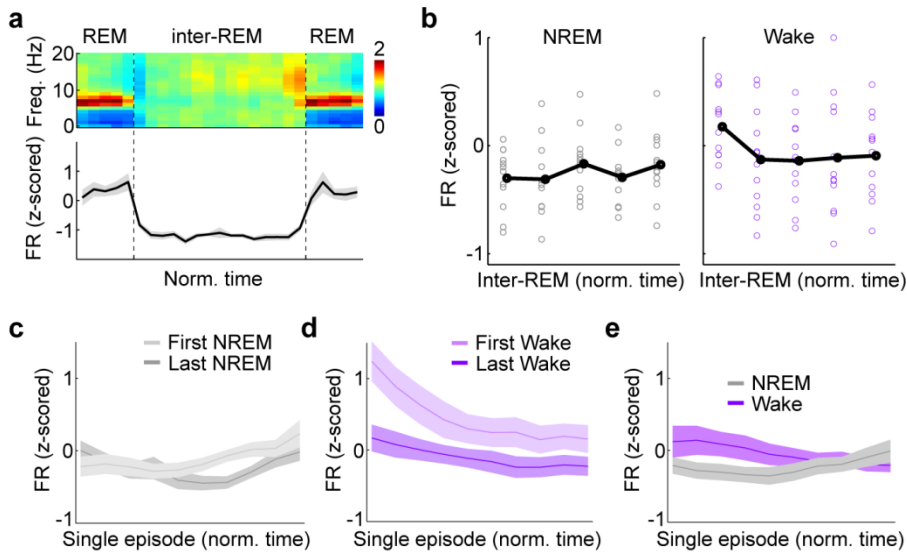 a
REM inter-REM REM
Freq. (Hz)
20
10
0
2
0
FR (z-scored)
1
0
-1
Norm. time
b
NREM Wake
FR (z-scored)
1
-0
-1
Inter-REM (norm. time) Inter-REM (norm. time)
c
First NREM
Last NREM
FR (z-scored)
1
0
-1
Single episode (norm. time)
d
First Wake
Last Wake
FR (z-scored)
1
0
-1
Single episode (norm. time)
e
NREM
Wake
FR (z-scored)
1
0
-1
Single episode (norm. time)